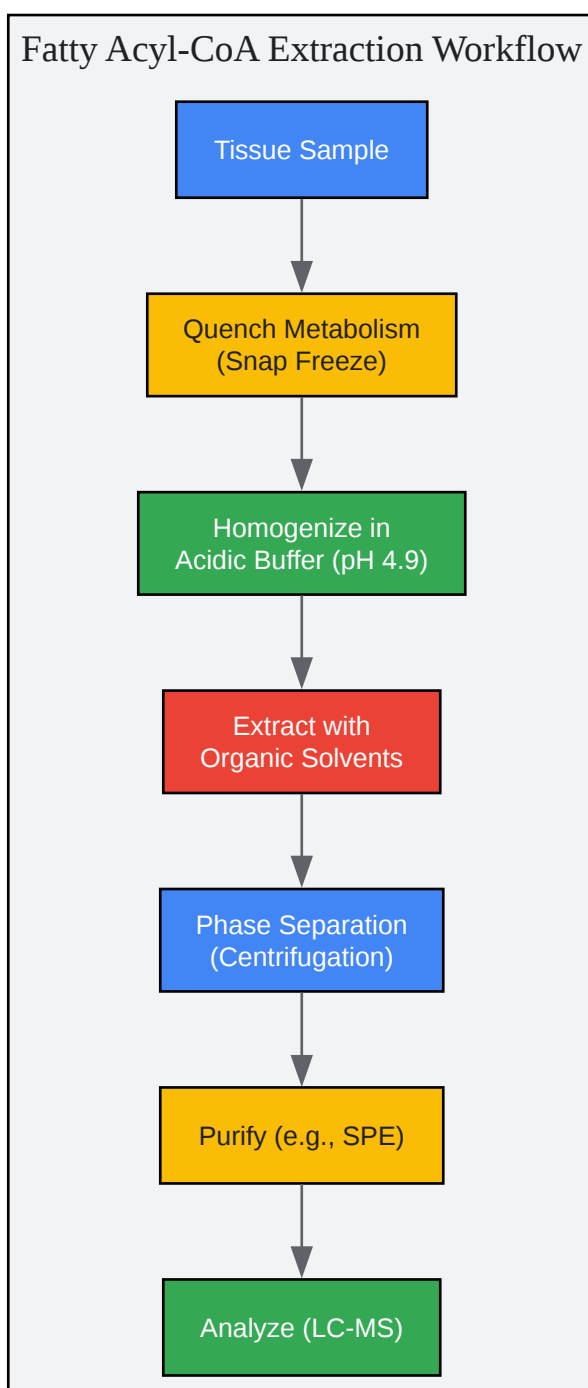 Fatty Acyl-CoA Extraction Workflow
Tissue Sample
Quench Metabolism
(Snap Freeze)
Homogenize in
Acidic Buffer (pH 4.9)
Extract with
Organic Solvents
Phase Separation
(Centrifugation)
Purify (e.g., SPE)
Analyze (LC-MS)